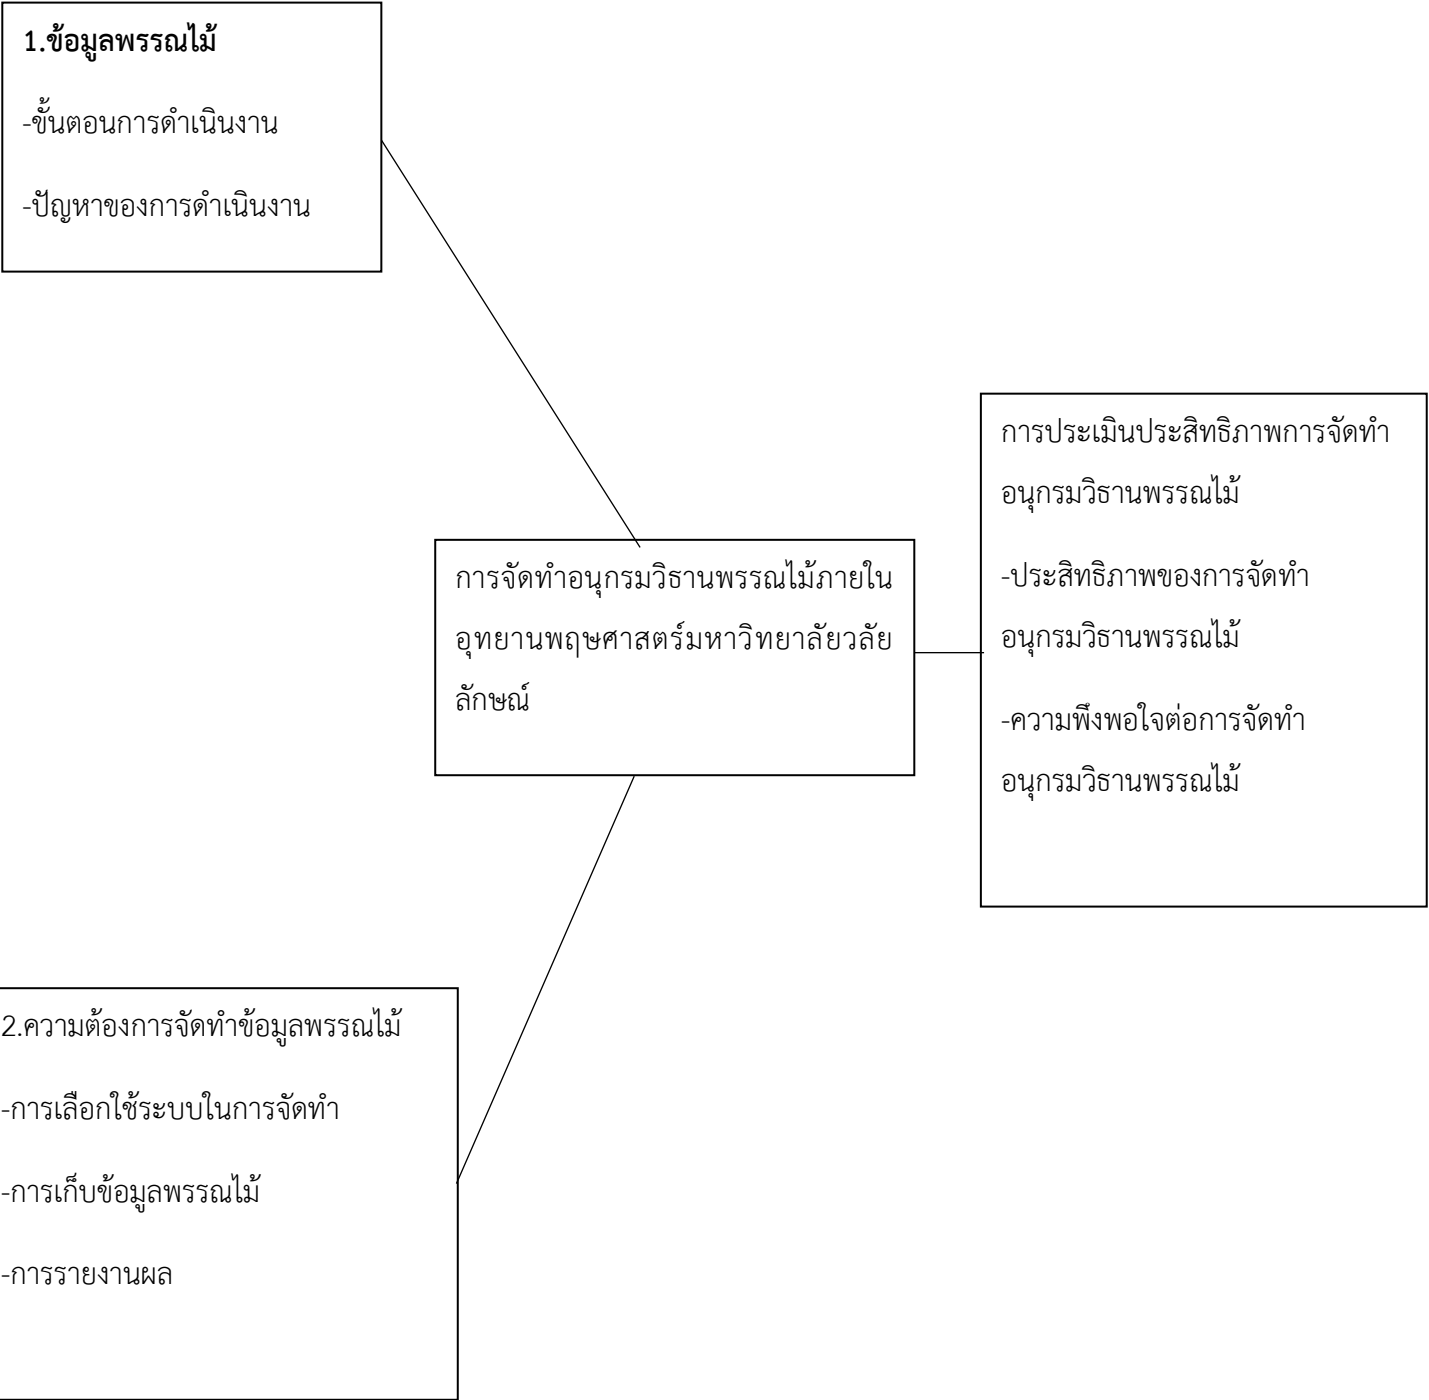 1.ข้อมูลพรรณไม้
-ขั้นตอนการดำเนินงาน
-ปัญหาของการดำเนินงาน
การจัดทำอนุกรมวิธานพรรณไม้ภายใน
อุทยานพฤษศาสตร์มหาวิทยาลัยวลัย
ลักษณ์
การประเมินประสิทธิภาพการจัดทำ
อนุกรมวิธานพรรณไม้
-ประสิทธิภาพของการจัดทำ
อนุกรมวิธานพรรณไม้
-ความพึงพอใจต่อการจัดทำ
อนุกรมวิธานพรรณไม้
2.ความต้องการจัดทำข้อมูลพรรณไม้
-การเลือกใช้ระบบในการจัดทำ
-การเก็บข้อมูลพรรณไม้
-การรายงานผล